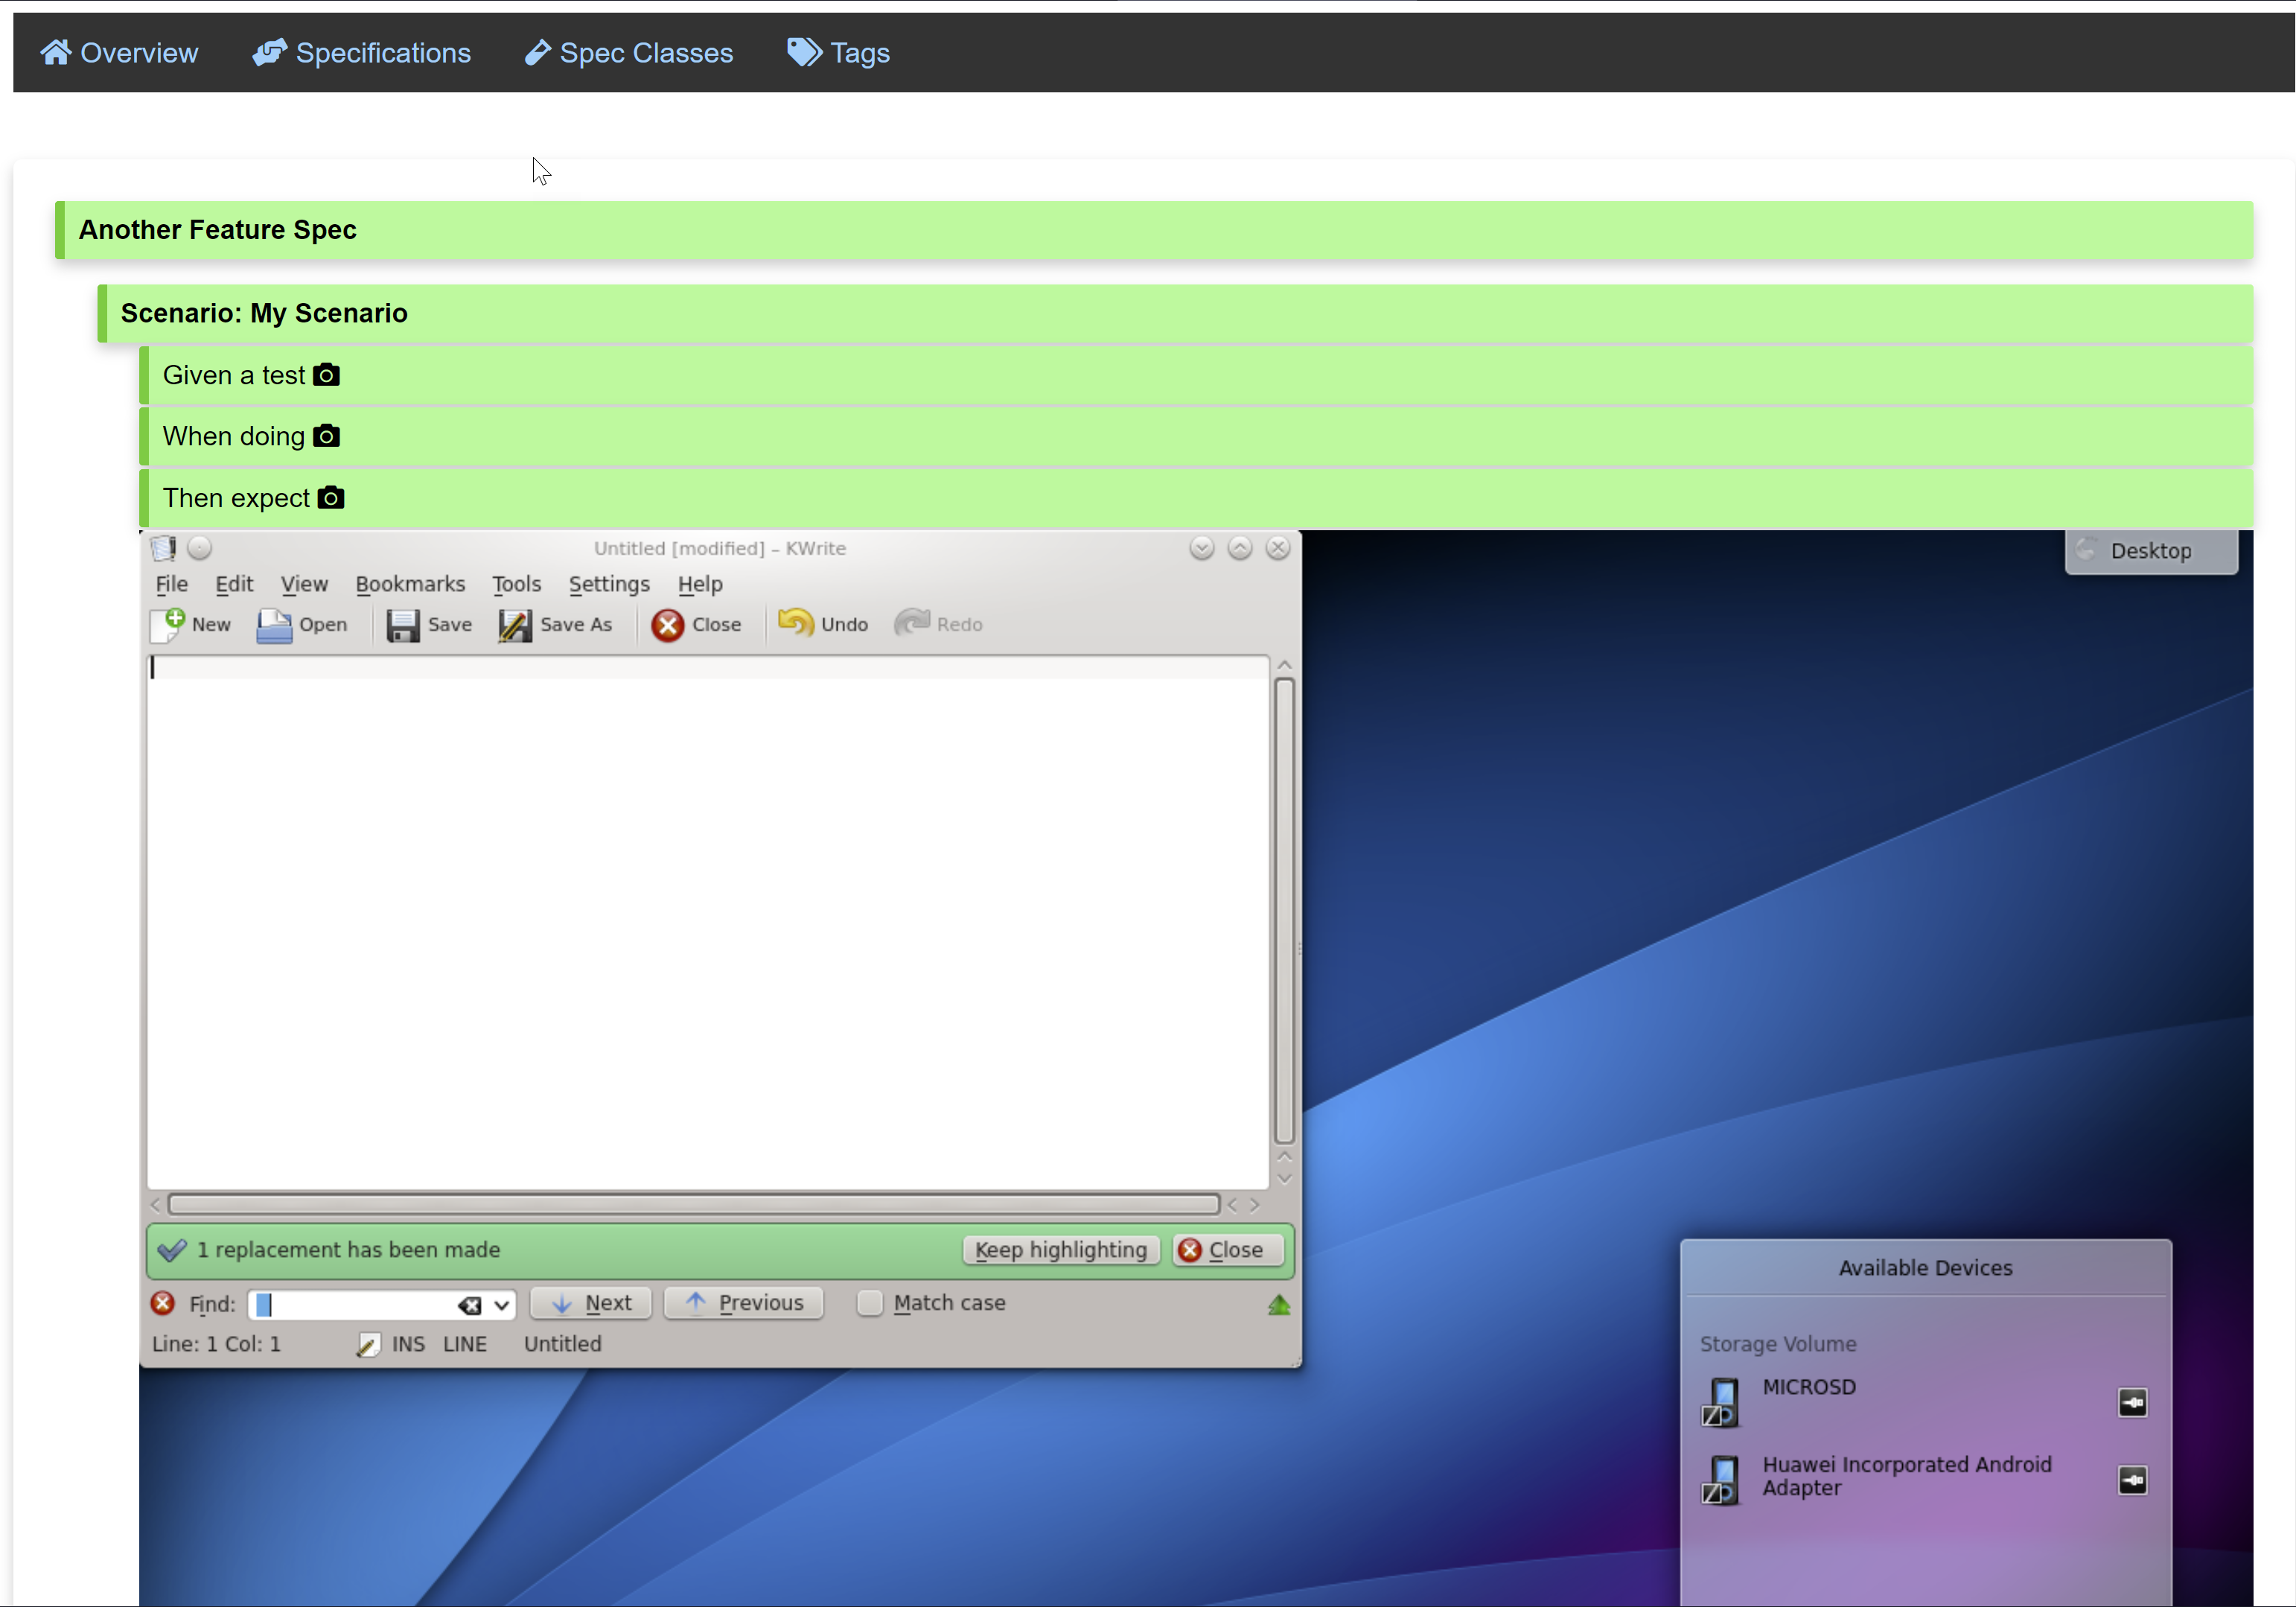 Overview Specifications Spec Classes Tags
Another Feature Spec
Scenario: My Scenario
Given a test
When doing
Then expect
Untitled [modified] – KWrite
Desktop
File Edit View Bookmarks Tools Settings Help
New Open Save Save As Close Undo Redo
1 replacement has been made Keep highlighting Close
Find: Next Previous Match case
Line: 1 Col: 1 INS LINE Untitled
Available Devices
Storage Volume
MICROSD
Huawei Incorporated Android
Adapter